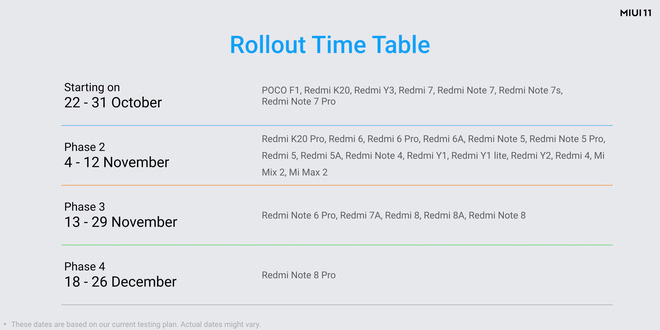 MIUI 11
Rollout Time Table
Starting on
22 - 31 October
POCO F1, Redmi K20, Redmi Y3, Redmi 7, Redmi Note 7, Redmi Note 7s,
Redmi Note 7 Pro
Phase 2
4 - 12 November
Redmi K20 Pro, Redmi 6, Redmi 6 Pro, Redmi 6A, Redmi Note 5, Redmi Note 5 Pro,
Redmi 5, Redmi 5A, Redmi Note 4, Redmi Y1, Redmi Y1 lite, Redmi Y2, Redmi 4, Mi
Mix 2, Mi Max 2
Phase 3
13 - 29 November
Redmi Note 6 Pro, Redmi 7A, Redmi 8, Redmi 8A, Redmi Note 8
Phase 4
18 - 26 December
Redmi Note 8 Pro
• These dates are based on our current testing plan. Actual dates might vary.